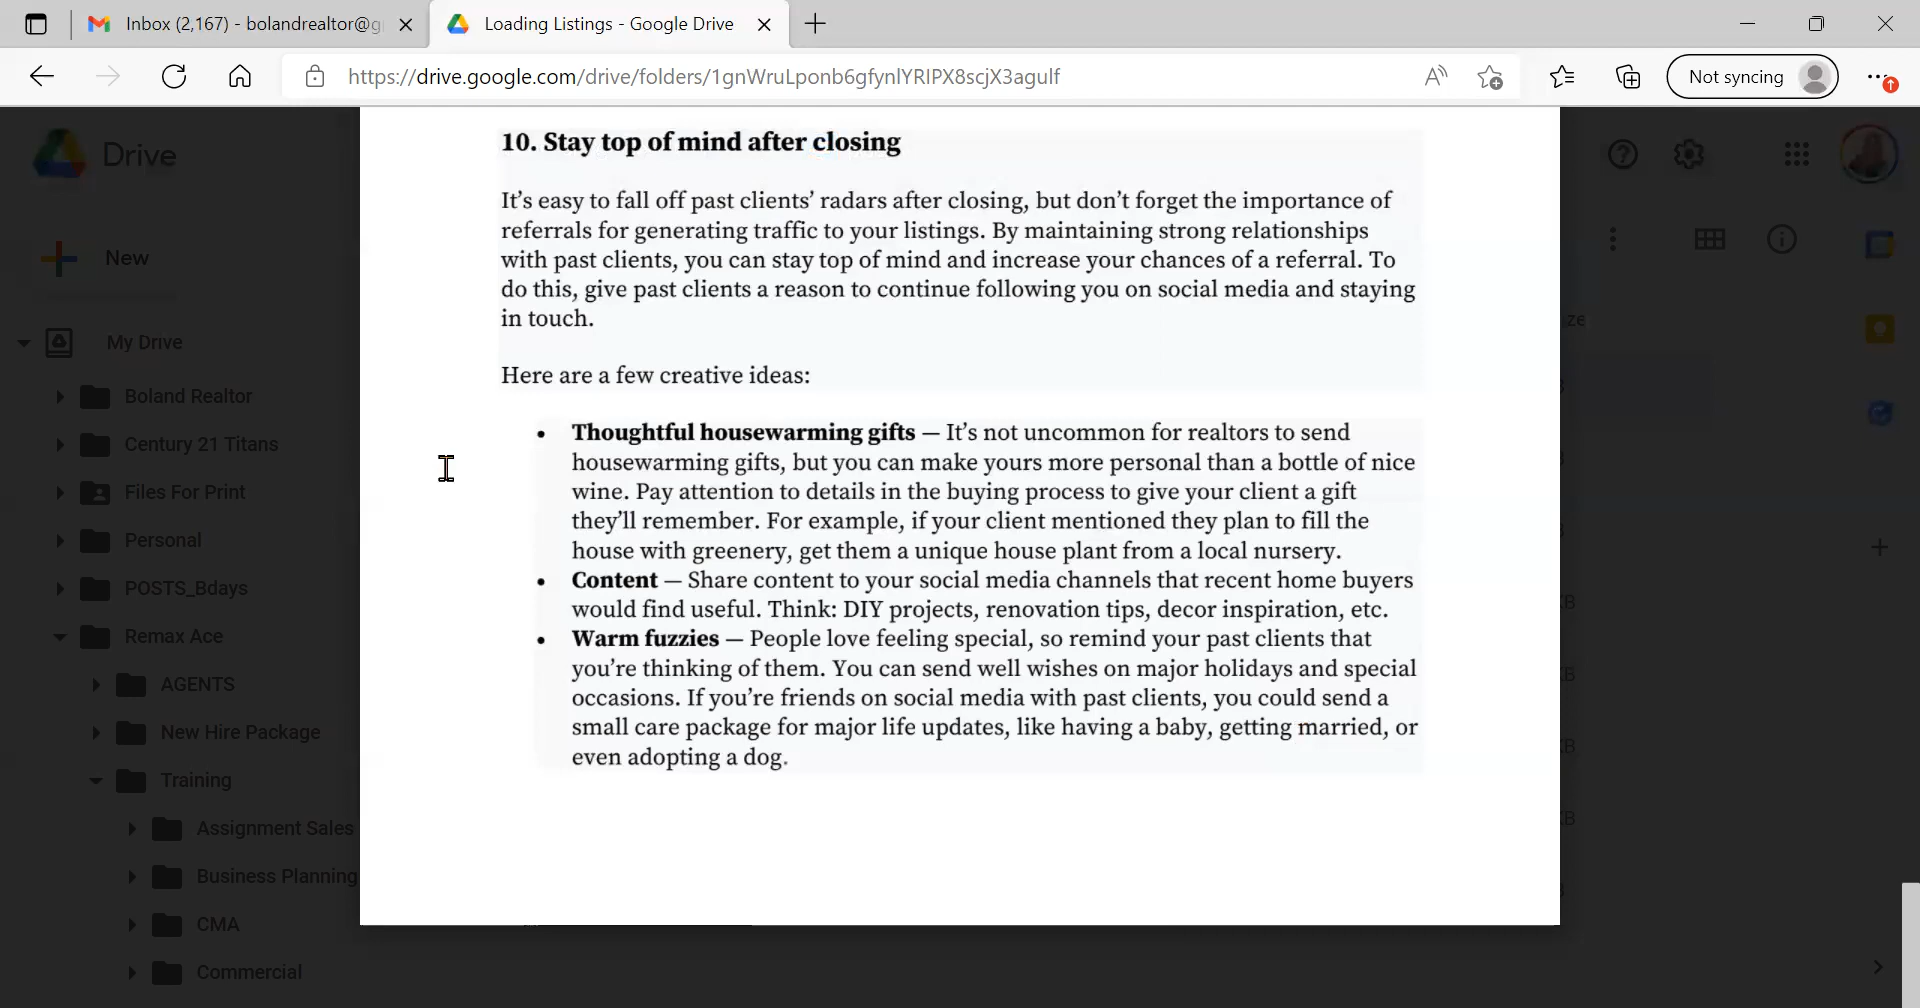 Inbox (2,167) - bolandrealtor@g
Loading Listings - Google Drive
https://drive.google.com/drive/folders/1gnWruLponb6gfynlYRIPX8scjX3agulf
Not syncing
Drive
New
My Drive
Boland Realtor
Century 21 Titans
Files For Print
Personal
POSTS_Bdays
Remax Ace
AGENTS
New Hire Package
Training
Assignment Sales
Business Planning
CMA
Commercial
10. Stay top of mind after closing
It’s easy to fall off past clients’ radars after closing, but don’t forget the importance of
referrals for generating traffic to your listings. By maintaining strong relationships
with past clients, you can stay top of mind and increase your chances of a referral. To
do this, give past clients a reason to continue following you on social media and staying
in touch.
Here are a few creative ideas:
• Thoughtful housewarming gifts — It’s not uncommon for realtors to send
housewarming gifts, but you can make yours more personal than a bottle of nice
wine. Pay attention to details in the buying process to give your client a gift
they’ll remember. For example, if your client mentioned they plan to fill the
house with greenery, get them a unique house plant from a local nursery.
• Content — Share content to your social media channels that recent home buyers
would find useful. Think: DIY projects, renovation tips, decor inspiration, etc.
• Warm fuzzies — People love feeling special, so remind your past clients that
you’re thinking of them. You can send well wishes on major holidays and special
occasions. If you’re friends on social media with past clients, you could send a
small care package for major life updates, like having a baby, getting married, or
even adopting a dog.